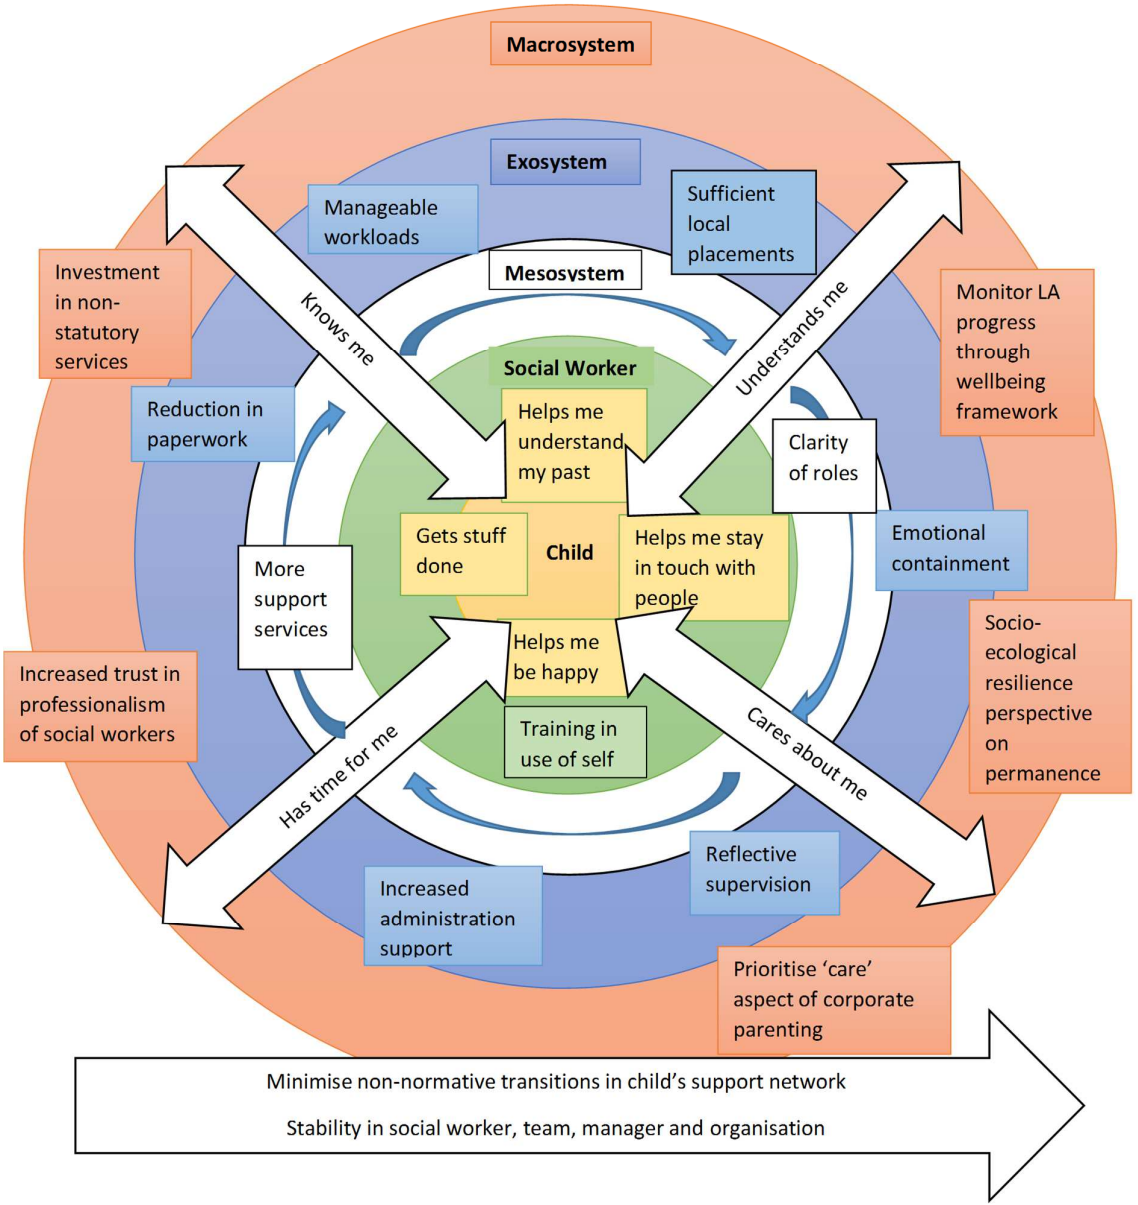 Macrosystem
Exosystem
Manageable
workloads
Sufficient
local
placements
Mesosystem
Investment
in non-
statutory
services
Knows me
Understands me
Monitor LA
progress
through
wellbeing
framework
Social Worker
Reduction in
paperwork
Helps me
understand
my past
Clarity
of roles
Gets stuff
done
Child
Helps me stay
in touch with
people
Emotional
containment
More
support
services
Helps me
be happy
Socio-
ecological
resilience
perspective
on
permanence
Increased trust in
professionalism
of social workers
Has time for me
Training in
use of self
Cares about me
Increased
administration
support
Reflective
supervision
Prioritise ‘care’
aspect of corporate
parenting
Minimise non-normative transitions in child’s support network
Stability in social worker, team, manager and organisation